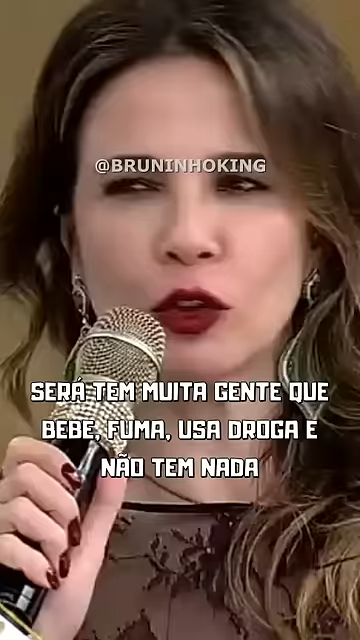 @BRUNINHOKING
SERÁ TEM MUITA GENTE QUE
BEBE, FUMA, USA DROGA E
NÃO TEM NADA